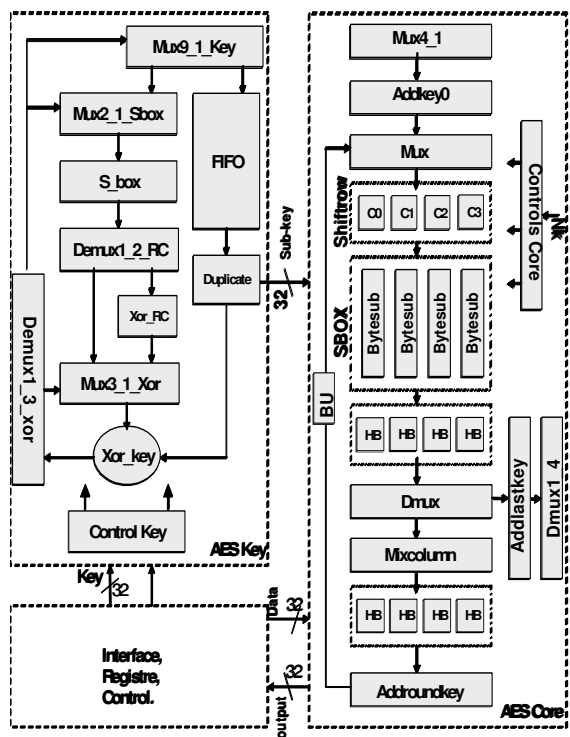 Mux9_1_Key
Mux2_1_Sbox
S_box
FIFO
Demux1_2_RC
Xor_RC
Duplicate
Mux3_1_Xor
Xor_key
Demux1_3_xor
Control Key
AES Key
Sub-key
32
Key
32
Interface,
Registre,
Control.
Data
32
32
output
Mux4_1
Addkey0
Mux
Shiftrow
C0
C1
C2
C3
Controls Core
Nk
SBOX
Bytesub
Bytesub
Bytesub
Bytesub
BU
HB
HB
HB
HB
Dmux
Addlastkey
Dmux1_4
Mixcolumn
HB
HB
HB
HB
Addroundkey
AES Core